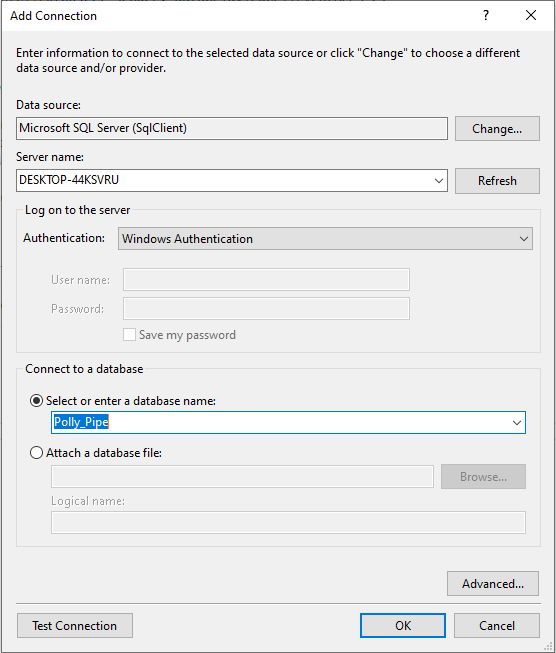 Add Connection
?
Enter information to connect to the selected data source or click "Change" to choose a different
data source and/or provider.
Data source:
Microsoft SQL Server (SqlClient)
Change...
Server name:
DESKTOP-44KSVRU
Refresh
Log on to the server
Authentication:
Windows Authentication
User name:
Password:
Save my password
Connect to a database
Select or enter a database name:
Polly_Pipe
Attach a database file:
Browse...
Logical name:
Advanced...
Test Connection
OK
Cancel